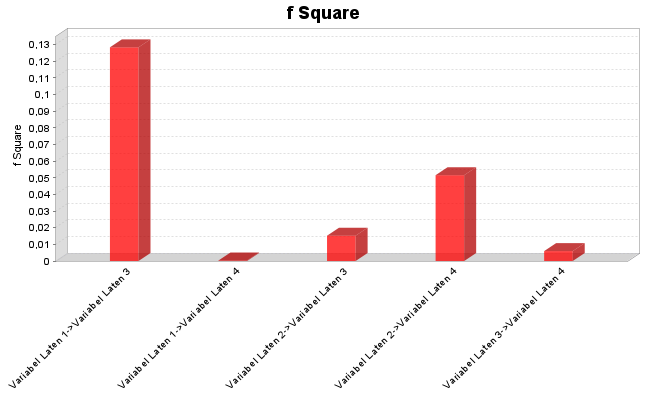 f Square
f Square
0,13
0,12
0,11
0,1
0,09
0,08
0,07
0,06
0,05
0,04
0,03
0,02
0,01
0
Variabel Laten 1->Variabel Laten 3
Variabel Laten 1->Variabel Laten 4
Variabel Laten 2->Variabel Laten 3
Variabel Laten 2->Variabel Laten 4
Variabel Laten 3->Variabel Laten 4